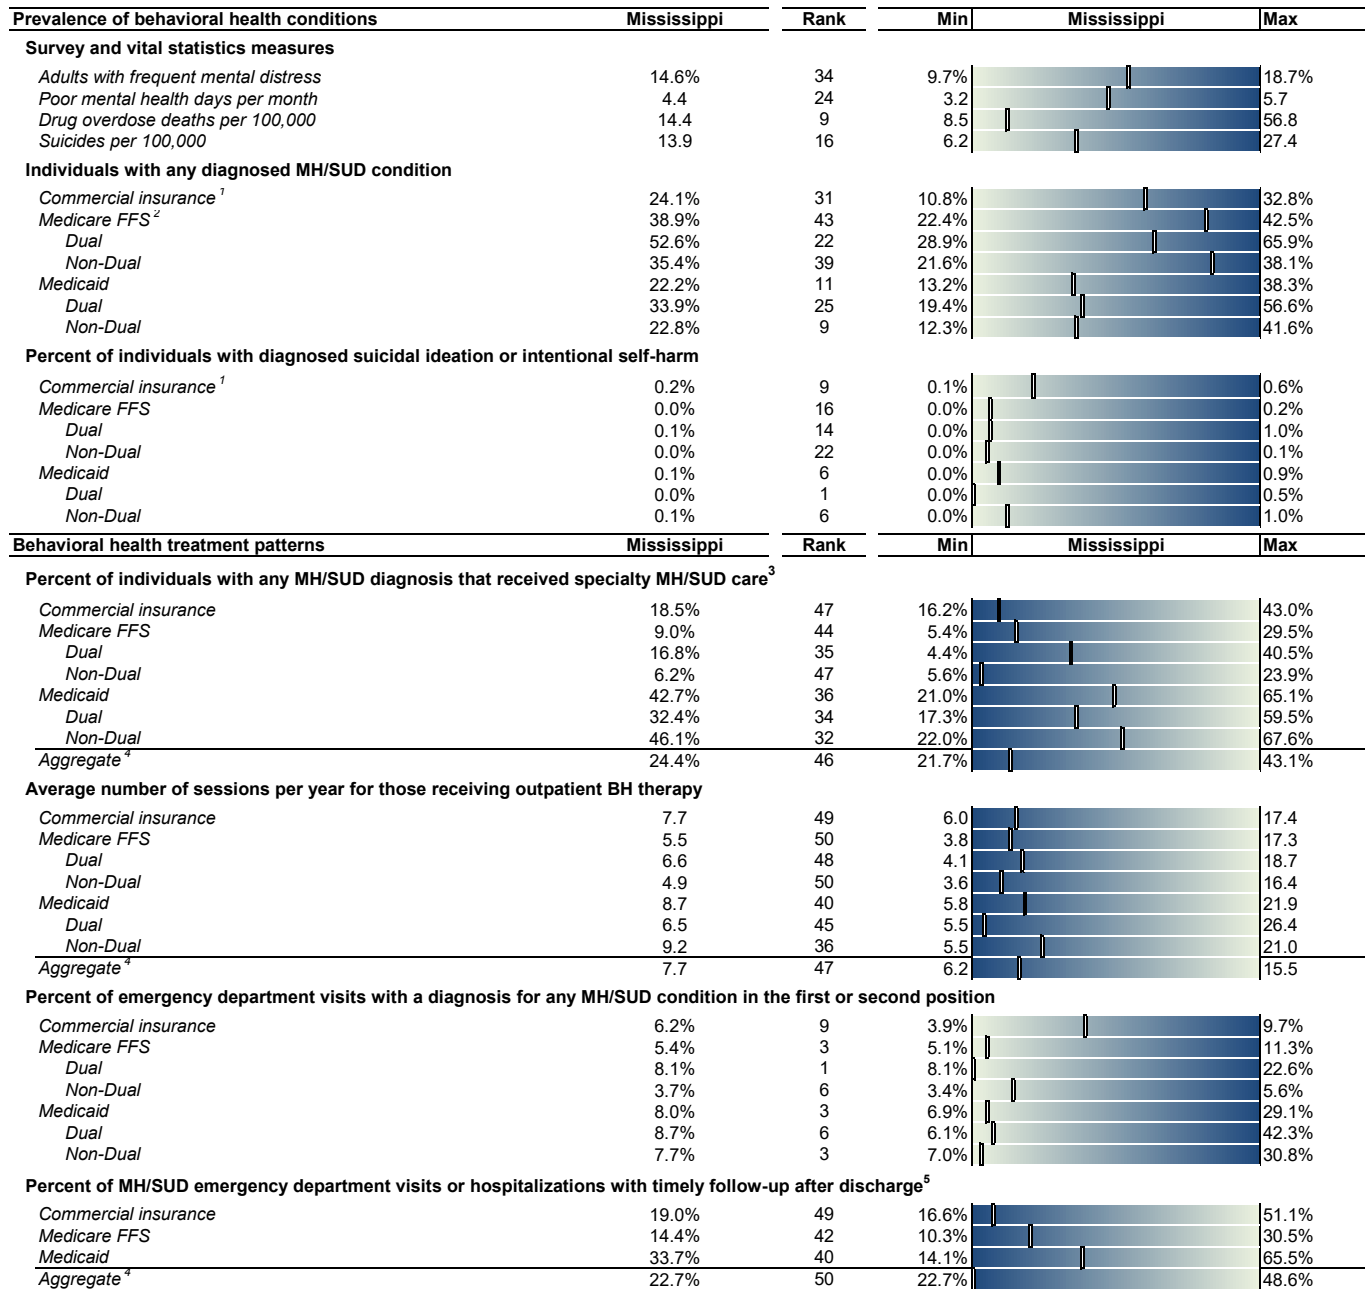 Prevalence of behavioral health conditions Mississippi Rank Min Mississippi Max
Survey and vital statistics measures
Adults with frequent mental distress 14.6% 34 9.7% 18.7%
Poor mental health days per month 4.4 24 3.2 5.7
Drug overdose deaths per 100,000 14.4 9 8.5 56.8
Suicides per 100,000 13.9 16 6.2 27.4
Individuals with any diagnosed MH/SUD condition
Commercial insurance 1 24.1% 31 10.8% 32.8%
Medicare FFS 2 38.9% 43 22.4% 42.5%
Dual 52.6% 22 28.9% 65.9%
Non-Dual 35.4% 39 21.6% 38.1%
Medicaid 22.2% 11 13.2% 38.3%
Dual 33.9% 25 19.4% 56.6%
Non-Dual 22.8% 9 12.3% 41.6%
Percent of individuals with diagnosed suicidal ideation or intentional self-harm
Commercial insurance 1 0.2% 9 0.1% 0.6%
Medicare FFS 0.0% 16 0.0% 0.2%
Dual 0.1% 14 0.0% 1.0%
Non-Dual 0.0% 22 0.0% 0.1%
Medicaid 0.1% 6 0.0% 0.9%
Dual 0.0% 1 0.0% 0.5%
Non-Dual 0.1% 6 0.0% 1.0%
Behavioral health treatment patterns Mississippi Rank Min Mississippi Max
Percent of individuals with any MH/SUD diagnosis that received specialty MH/SUD care3
Commercial insurance 18.5% 47 16.2% 43.0%
Medicare FFS 9.0% 44 5.4% 29.5%
Dual 16.8% 35 4.4% 40.5%
Non-Dual 6.2% 47 5.6% 23.9%
Medicaid 42.7% 36 21.0% 65.1%
Dual 32.4% 34 17.3% 59.5%
Non-Dual 46.1% 32 22.0% 67.6%
Aggregate 4 24.4% 46 21.7% 43.1%
Average number of sessions per year for those receiving outpatient BH therapy
Commercial insurance 7.7 49 6.0 17.4
Medicare FFS 5.5 50 3.8 17.3
Dual 6.6 48 4.1 18.7
Non-Dual 4.9 50 3.6 16.4
Medicaid 8.7 40 5.8 21.9
Dual 6.5 45 5.5 26.4
Non-Dual 9.2 36 5.5 21.0
Aggregate 4 7.7 47 6.2 15.5
Percent of emergency department visits with a diagnosis for any MH/SUD condition in the first or second position
Commercial insurance 6.2% 9 3.9% 9.7%
Medicare FFS 5.4% 3 5.1% 11.3%
Dual 8.1% 1 8.1% 22.6%
Non-Dual 3.7% 6 3.4% 5.6%
Medicaid 8.0% 3 6.9% 29.1%
Dual 8.7% 6 6.1% 42.3%
Non-Dual 7.7% 3 7.0% 30.8%
Percent of MH/SUD emergency department visits or hospitalizations with timely follow-up after discharge5
Commercial insurance 19.0% 49 16.6% 51.1%
Medicare FFS 14.4% 42 10.3% 30.5%
Medicaid 33.7% 40 14.1% 65.5%
Aggregate 4 22.7% 50 22.7% 48.6%